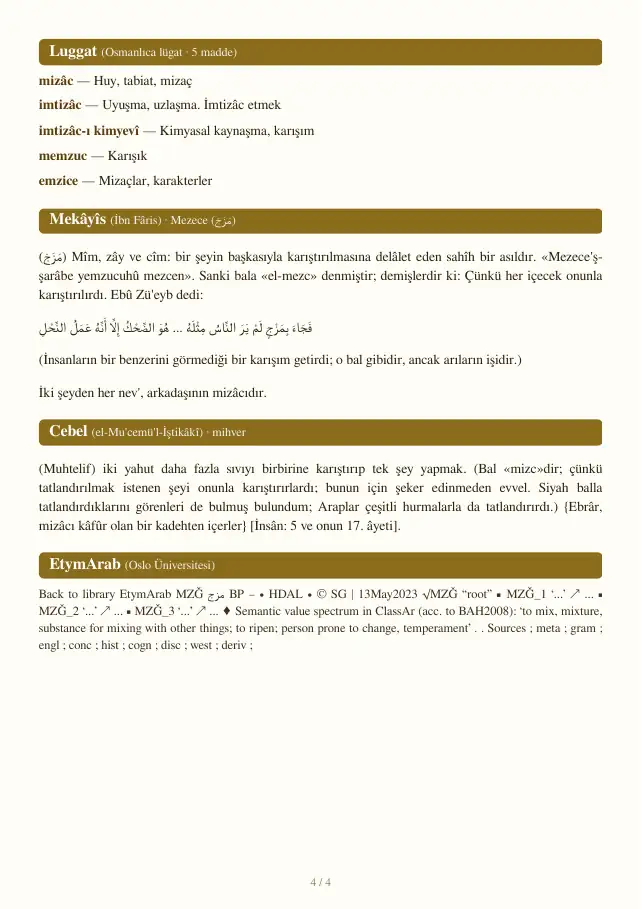 Luggat (Osmanlıca lügat · 5 madde)
mizâc — Huy, tabiat, mizaç
imtizâc — Uyuşma, uzlaşma. İmtizâc etmek
imtizâc-ı kimyevî — Kimyasal kaynaşma, karışım
memzuc — Karışık
emzice — Mizaçlar, karakterler
Mekâyîs (İbn Fâris) · Mezece (مَزَجَ)
(مَزَجَ) Mîm, zây ve cîm: bir şeyin başkasıyla karıştırılmasına delâlet eden sahîh bir asıldır. «Mezece'ş-
şarâbe yemzucuhû mezcen». Sanki bala «el-mezc» denmiştir; demişlerdir ki: Çünkü her içecek onunla
karıştırılırdı. Ebû Zü'eyb dedi:
فَجَاءَ بِمَزْجٍ لَمْ يَرَ النَّاسُ مِثْلَهُ ... هُوَ الضَّحْكُ إِلَّا أَنَّهُ عَمَلُ النَّحْلِ
(İnsanların bir benzerini görmediği bir karışım getirdi; o bal gibidir, ancak arıların işidir.)
İki şeyden her nev', arkadaşının mizâcıdır.
Cebel (el-Mu'cemü'l-İştikâkî) · mihver
(Muhtelif) iki yahut daha fazla sıvıyı birbirine karıştırıp tek şey yapmak. (Bal «mizc»dir; çünkü
tatlandırılmak istenen şeyi onunla karıştırırlardı; bunun için şeker edinmeden evvel. Siyah balla
tatlandırdıklarını görenleri de bulmuş bulundum; Araplar çeşitli hurmalarla da tatlandırırdı.) {Ebrâr,
mizâcı kâfûr olan bir kadehten içerler} [İnsân: 5 ve onun 17. âyeti].
EtymArab (Oslo Üniversitesi)
Back to library EtymArab MZǦ مزج BP – • HDAL • © SG | 13May2023 √MZǦ “root” ▪ MZǦ_1 ‘...’ ↗ ... ▪
MZǦ_2 ‘...’ ↗ ... ▪ MZǦ_3 ‘...’ ↗ ... ♦ Semantic value spectrum in ClassAr (acc. to BAH2008): ‘to mix, mixture,
substance for mixing with other things; to ripen; person prone to change, temperament’ . . Sources ; meta ; gram ;
engl ; conc ; hist ; cogn ; disc ; west ; deriv ;
4 / 4